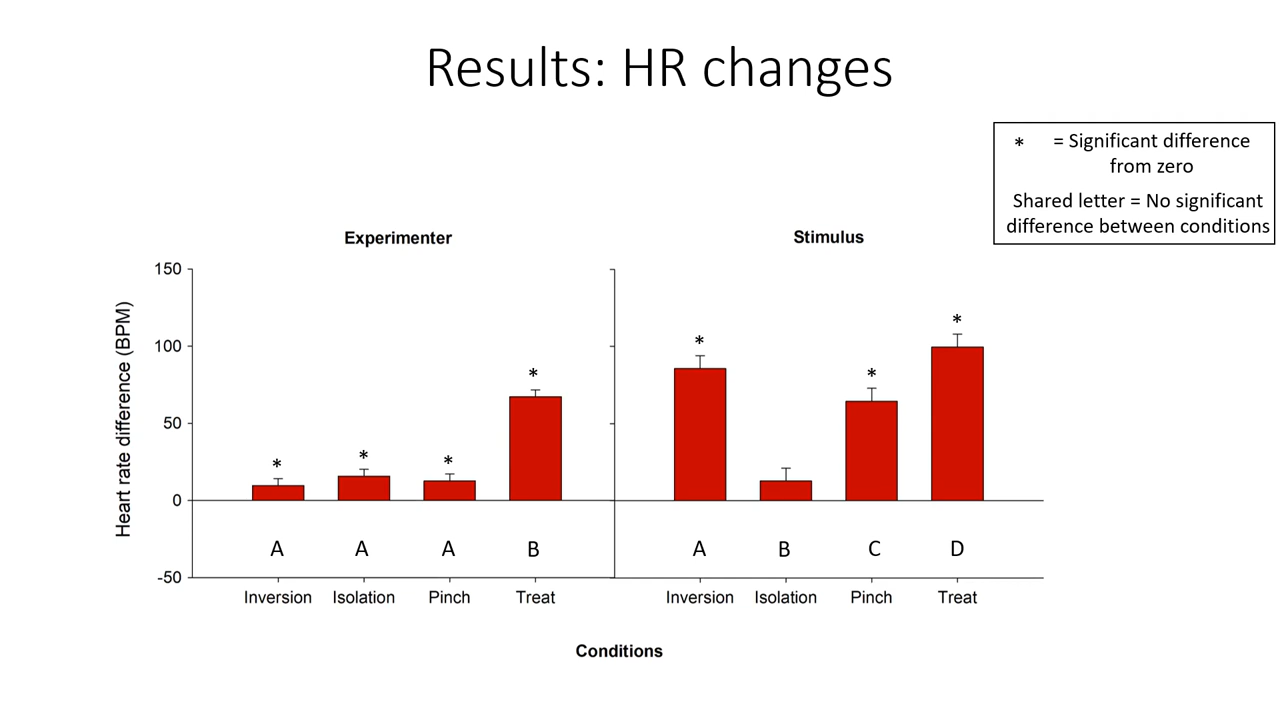 Results: HR changes
* = Significant difference
from zero
Shared letter = No significant
difference between conditions
Experimenter
Stimulus
Heart rate difference (BPM)
150
100
50
0
-50
* * * *
* * *
A A A B
A B C D
Inversion Isolation Pinch Treat
Inversion Isolation Pinch Treat
Conditions